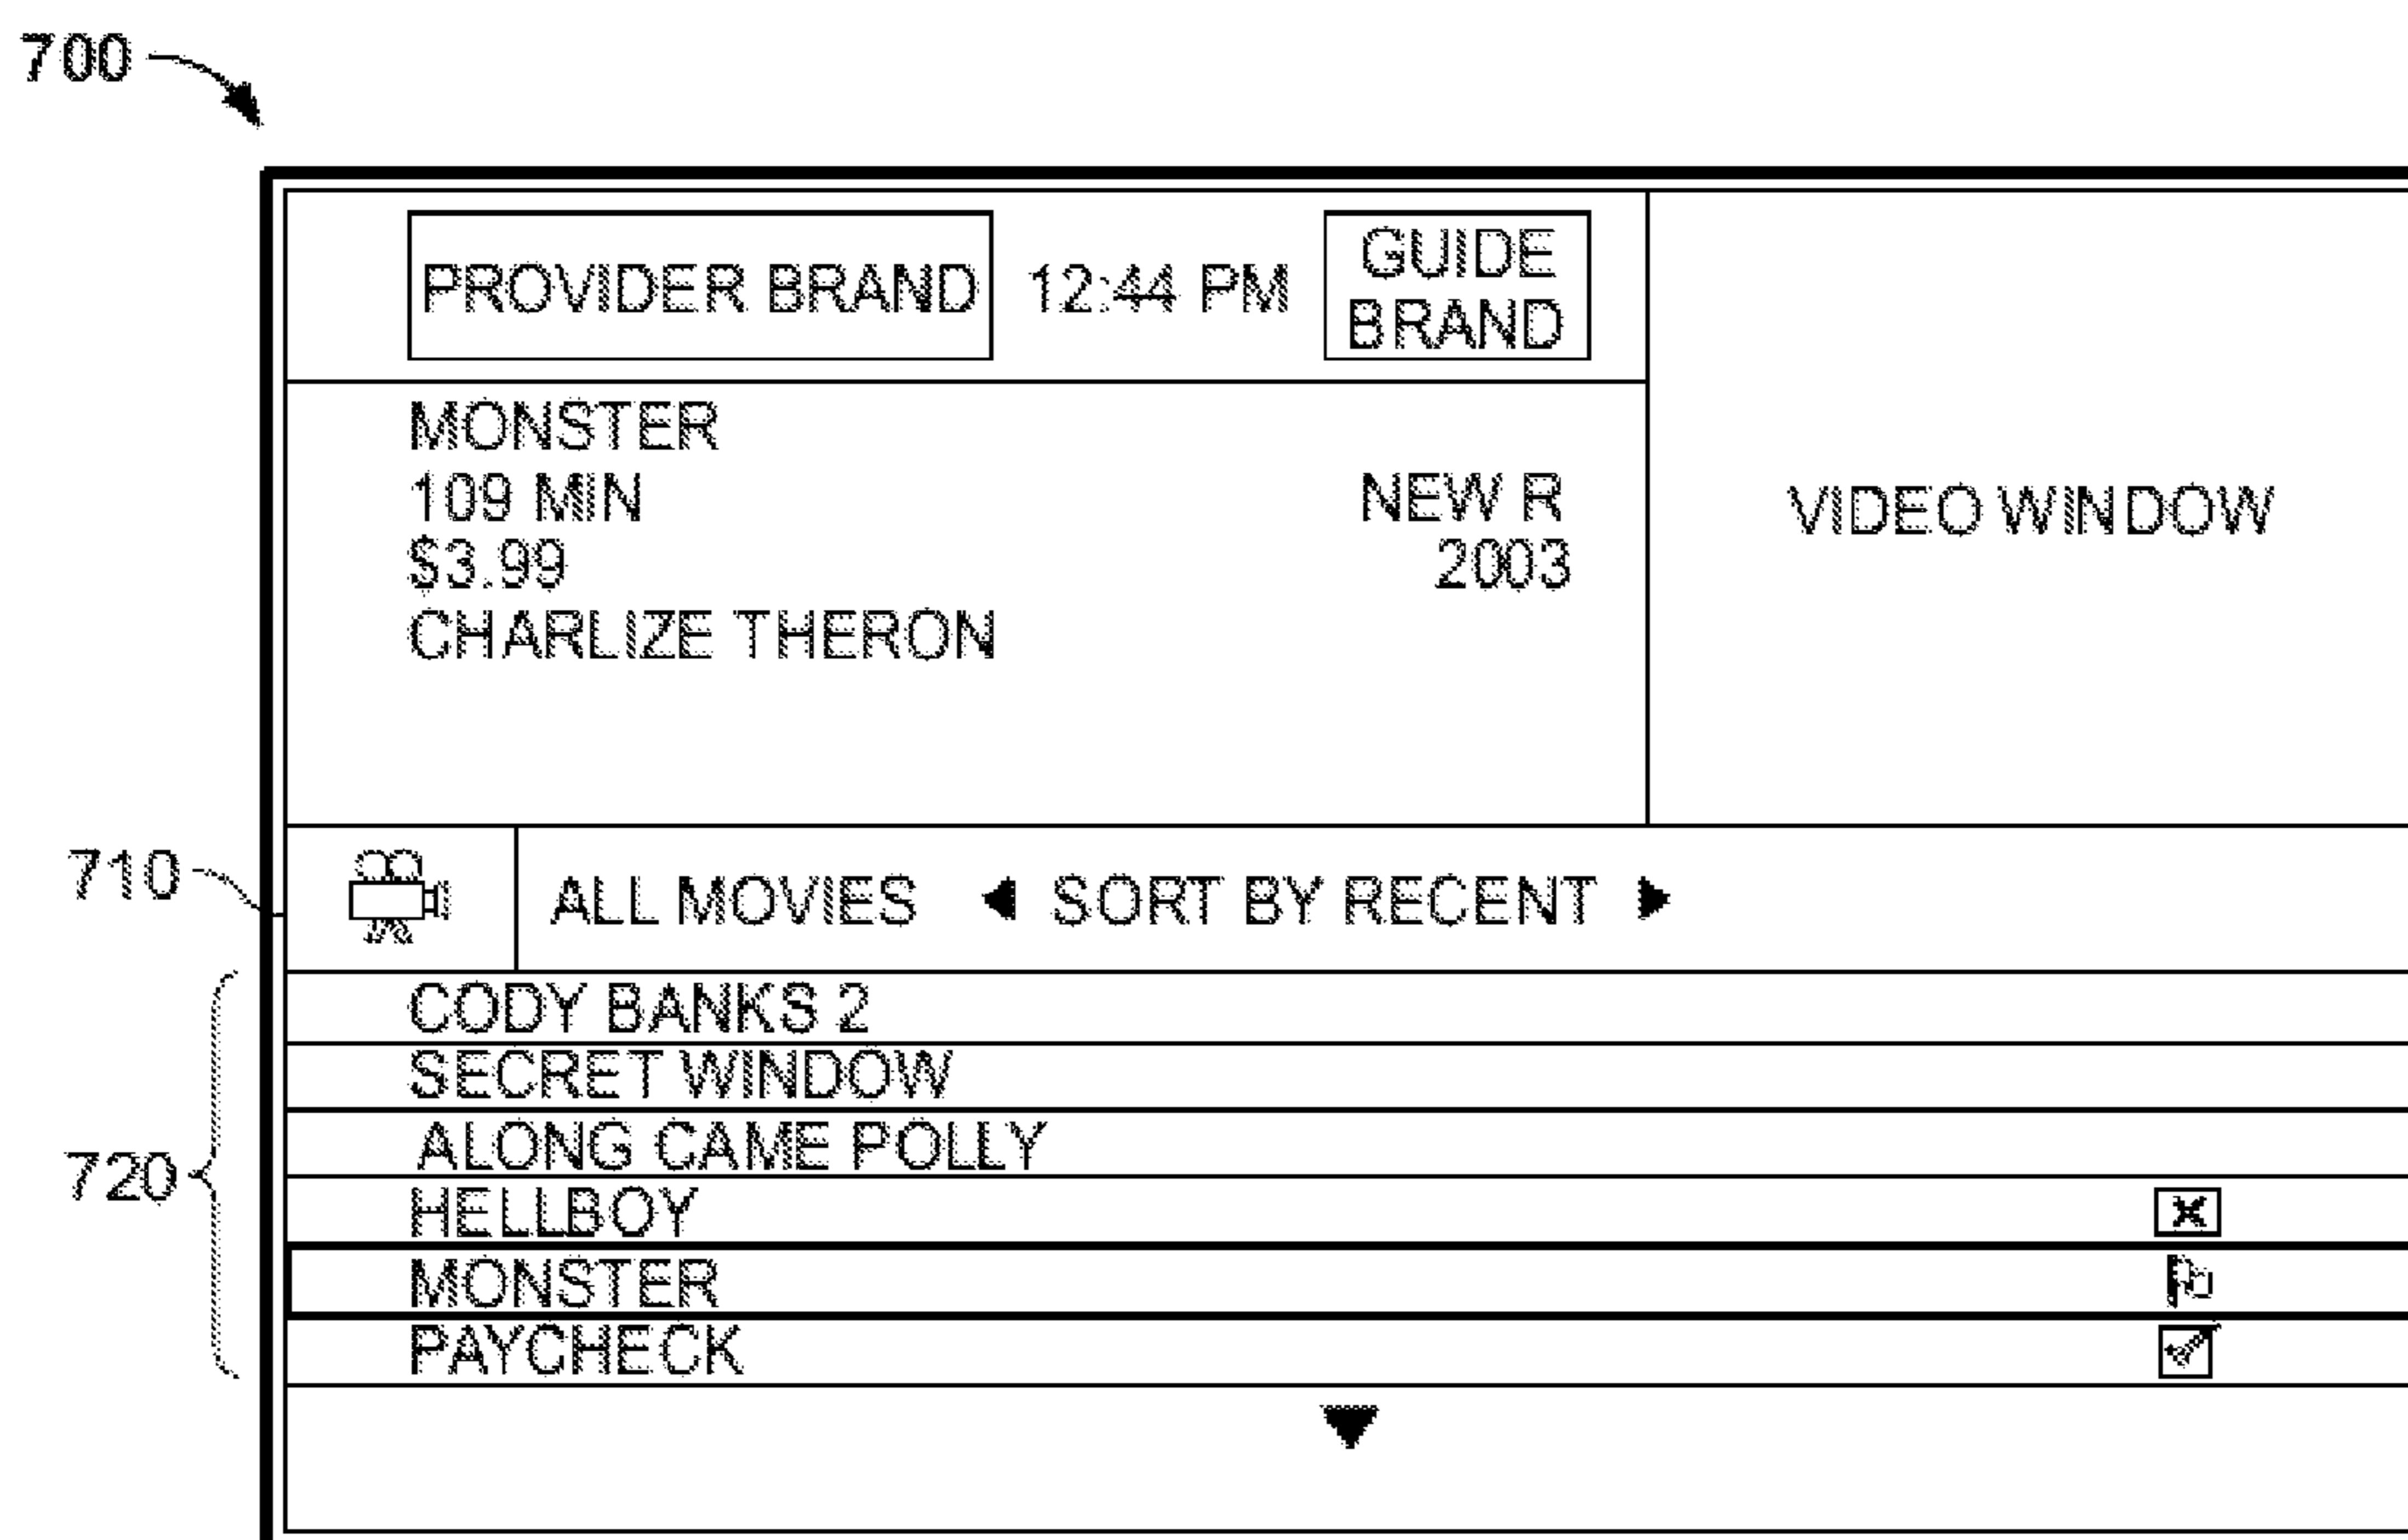 700
PROVIDER BRAND 12:44 PM GUIDE
BRAND
MONSTER
109 MIN NEW R
$3.99 2003
CHARLIZE THERON
VIDEO WINDOW
710
ALL MOVIES ◀ SORT BY RECENT ▶
720
CODY BANKS 2
SECRET WINDOW
ALONG CAME POLLY
HELLBOY
MONSTER
PAYCHECK